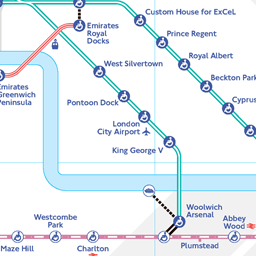 Custom House for ExCeL
Emirates
Royal
Docks
Prince Regent
Royal Albert
West Silvertown
Beckton Park
Emirates
Greenwich
Peninsula
Pontoon Dock
Cyprus
London
City Airport
King George V
Woolwich
Arsenal
Westcombe
Park
Abbey
Wood
Maze Hill
Charlton
Plumstead